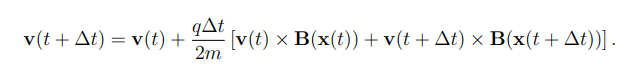 v(t + Δt) = v(t) + qΔt/2m [v(t) × B(x(t)) + v(t + Δt) × B(x(t + Δt))] .